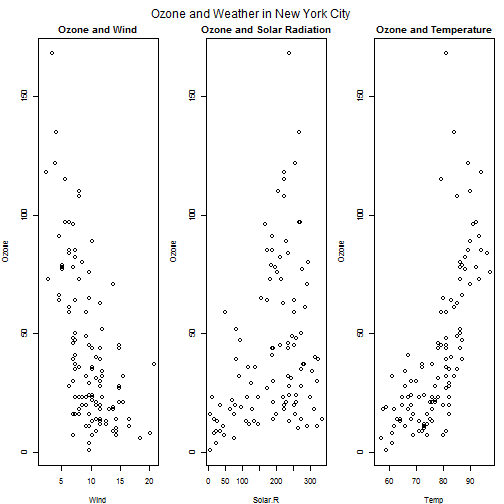 Ozone and Weather in New York City
Ozone and Wind
Ozone
0 50 100 150
5 10 15 20
Wind
Ozone and Solar Radiation
Ozone
0 50 100 150
0 50 100 200 300
Solar.R
Ozone and Temperature
Ozone
0 50 100 150
60 70 80 90
Temp